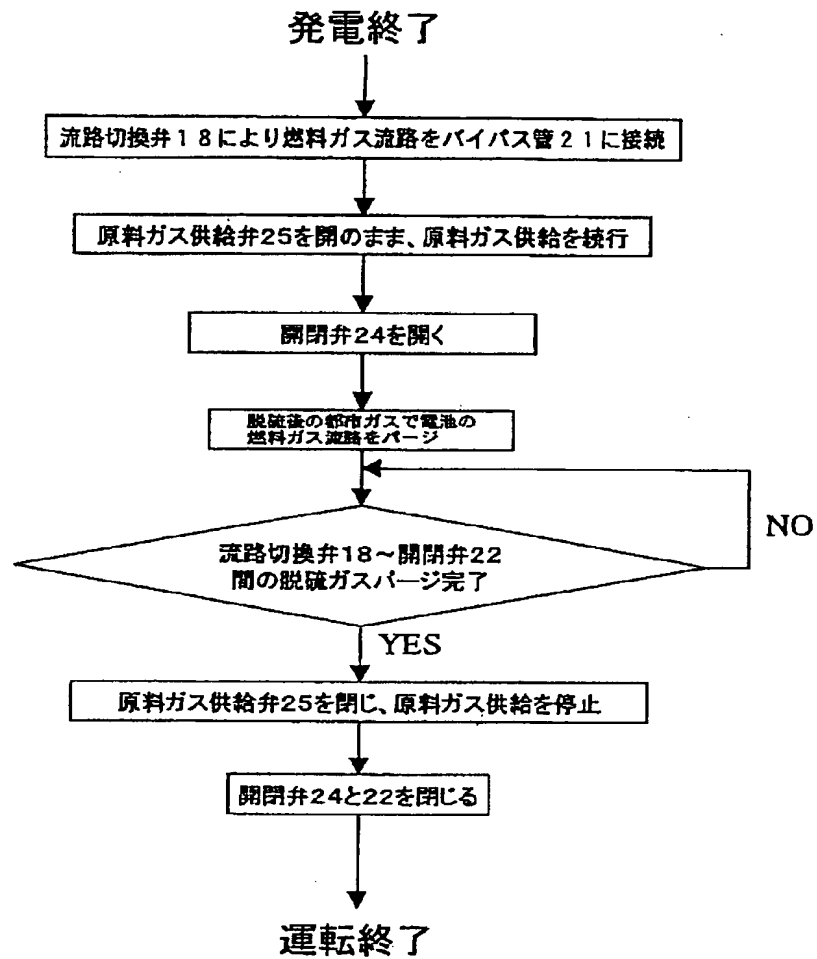 発電終了
流路切換弁18により燃料ガス流路をバイパス管21に接続
原料ガス供給弁25を開のまま、原料ガス供給を続行
開閉弁24を開く
脱硫後の都市ガスで電池の
燃料ガス流路をパージ
NO
流路切換弁18～開閉弁22
間の脱硫ガスパージ完了
YES
原料ガス供給弁25を閉じ、原料ガス供給を停止
開閉弁24と22を閉じる
運転終了